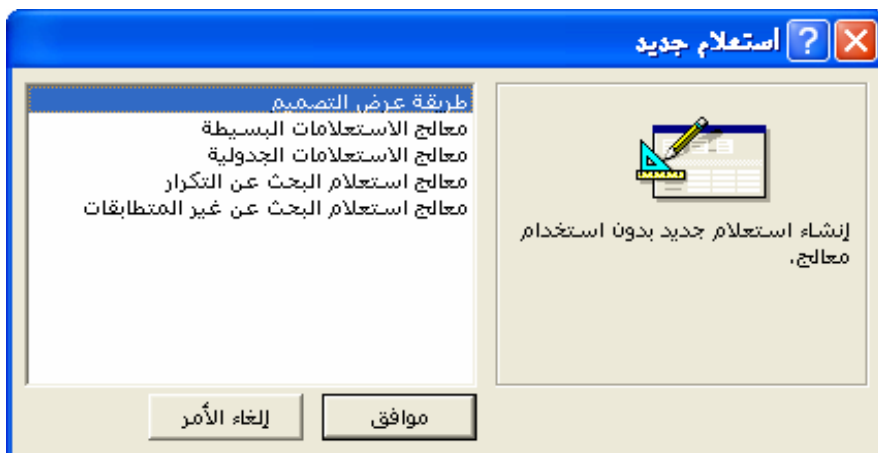 استعلام جديد
طريقة عرض التصميم
معالج الاستعلامات البسيطة
معالج الاستعلامات الجدولية
معالج استعلام البحث عن التكرار
معالج استعلام البحث عن غير المتطابقات
إنشاء استعلام جديد بدون استخدام
معالج.
موافق
إلغاء الأمر